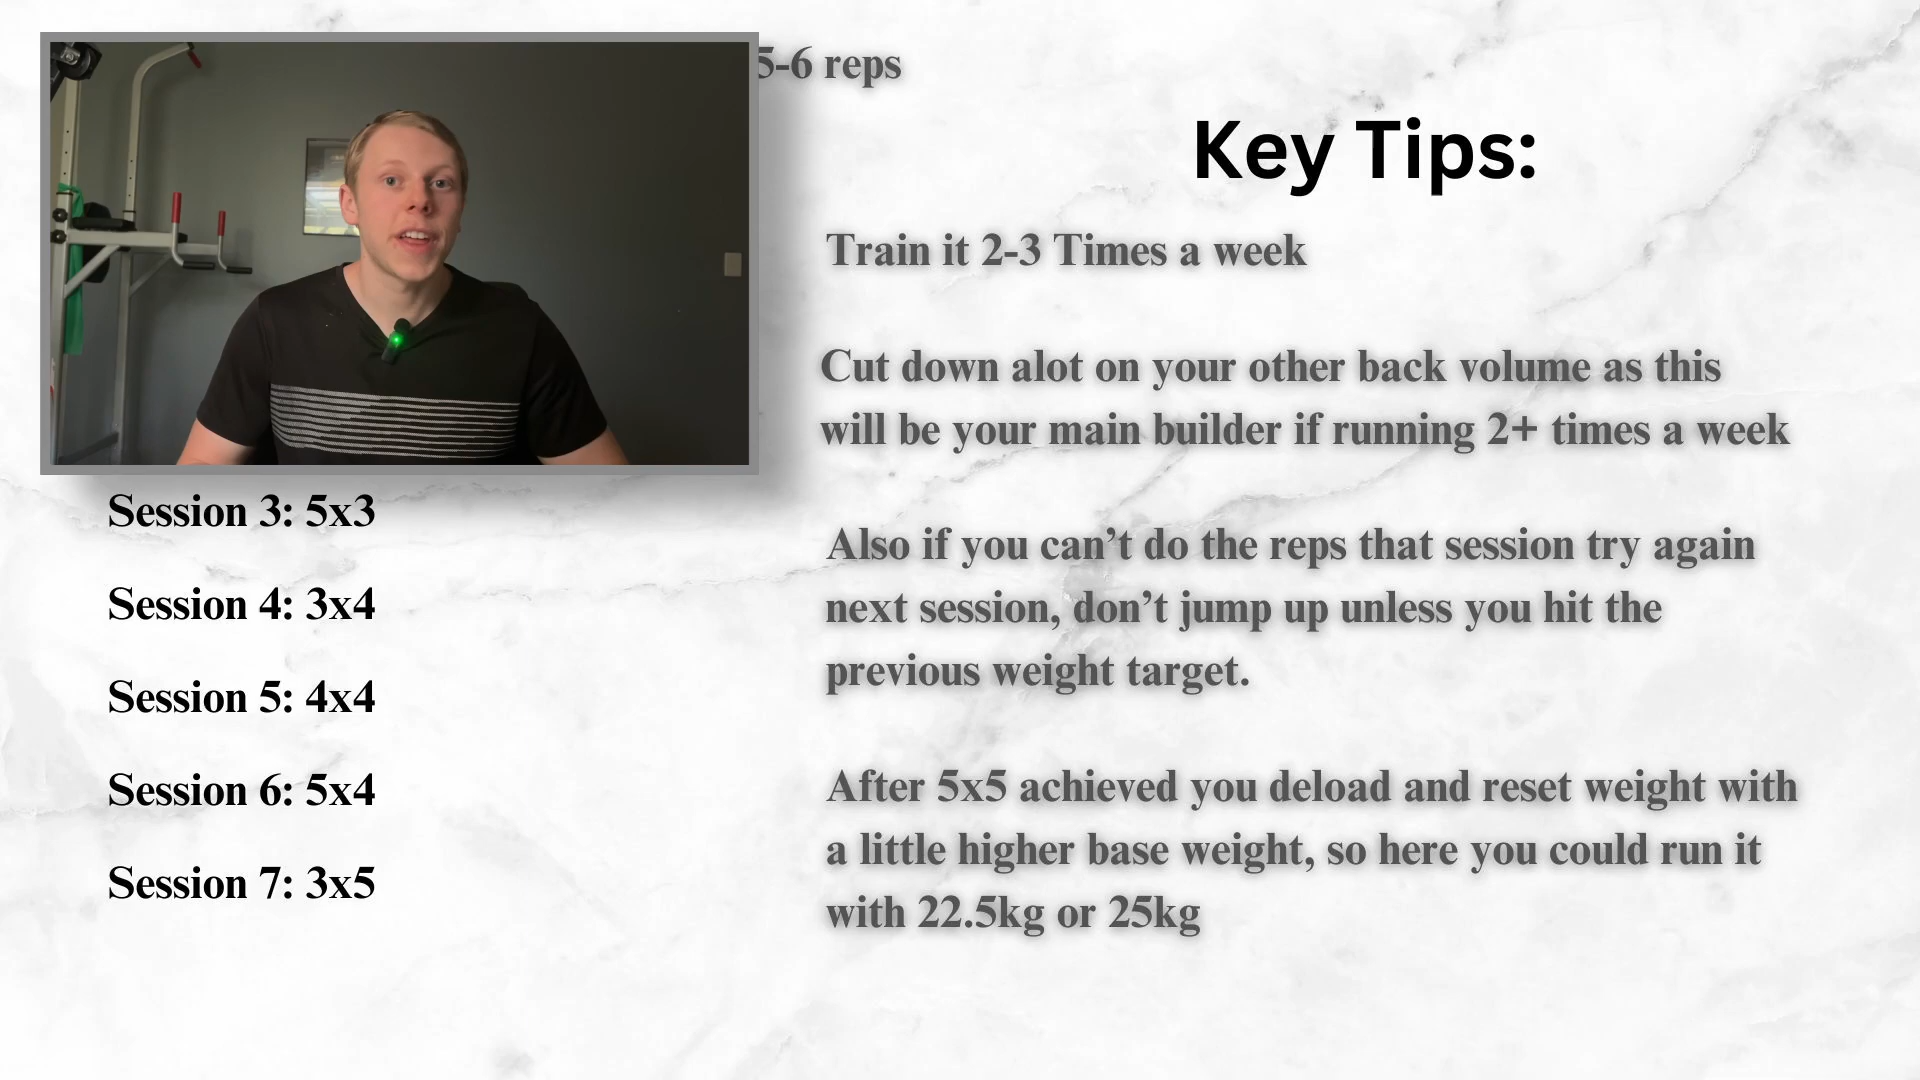 5-6 reps
Key Tips:
Train it 2-3 Times a week
Cut down alot on your other back volume as this
will be your main builder if running 2+ times a week
Also if you can’t do the reps that session try again
next session, don’t jump up unless you hit the
previous weight target.
After 5x5 achieved you deload and reset weight with
a little higher base weight, so here you could run it
with 22.5kg or 25kg
Session 3: 5x3
Session 4: 3x4
Session 5: 4x4
Session 6: 5x4
Session 7: 3x5